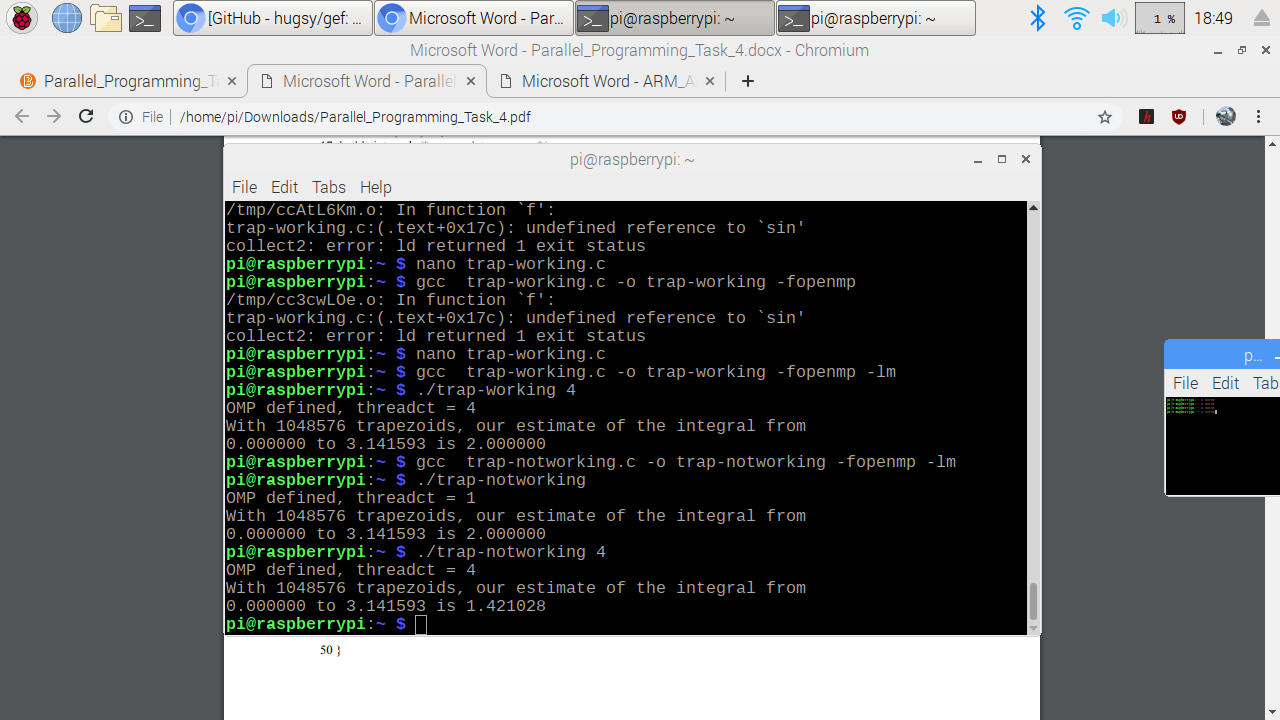 [GitHub - hugsy/gef: ...
Microsoft Word - Par...
pi@raspberrypi: ~
pi@raspberrypi: ~
1 %
18:49
Microsoft Word - Parallel_Programming_Task_4.docx - Chromium
Parallel_Programming_T
Microsoft Word - Parallel
Microsoft Word - ARM_A
File | /home/pi/Downloads/Parallel_Programming_Task_4.pdf
pi@raspberrypi: ~
File Edit Tabs Help
/tmp/ccAtL6Km.o: In function `f':
trap-working.c:(.text+0x17c): undefined reference to `sin'
collect2: error: ld returned 1 exit status
pi@raspberrypi:~ $ nano trap-working.c
pi@raspberrypi:~ $ gcc  trap-working.c -o trap-working -fopenmp
/tmp/cc3cwLOe.o: In function `f':
trap-working.c:(.text+0x17c): undefined reference to `sin'
collect2: error: ld returned 1 exit status
pi@raspberrypi:~ $ nano trap-working.c
pi@raspberrypi:~ $ gcc  trap-working.c -o trap-working -fopenmp -lm
pi@raspberrypi:~ $ ./trap-working 4
OMP defined, threadct = 4
With 1048576 trapezoids, our estimate of the integral from
0.000000 to 3.141593 is 2.000000
pi@raspberrypi:~ $ gcc  trap-notworking.c -o trap-notworking -fopenmp -lm
pi@raspberrypi:~ $ ./trap-notworking
OMP defined, threadct = 1
With 1048576 trapezoids, our estimate of the integral from
0.000000 to 3.141593 is 2.000000
pi@raspberrypi:~ $ ./trap-notworking 4
OMP defined, threadct = 4
With 1048576 trapezoids, our estimate of the integral from
0.000000 to 3.141593 is 1.421028
pi@raspberrypi:~ $
p...
File Edit Tab
50 }